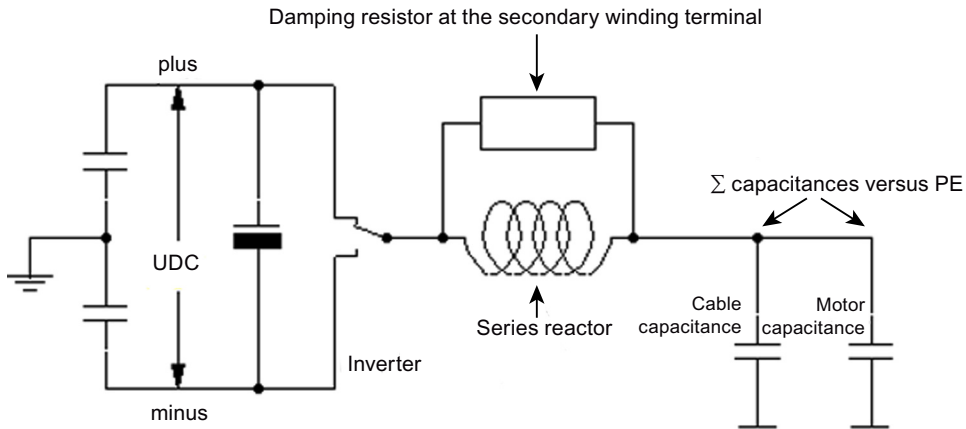 Damping resistor at the secondary winding terminal
plus
∑ capacitances versus PE
UDC
Cable
capacitance
Motor
capacitance
Series reactor
Inverter
minus